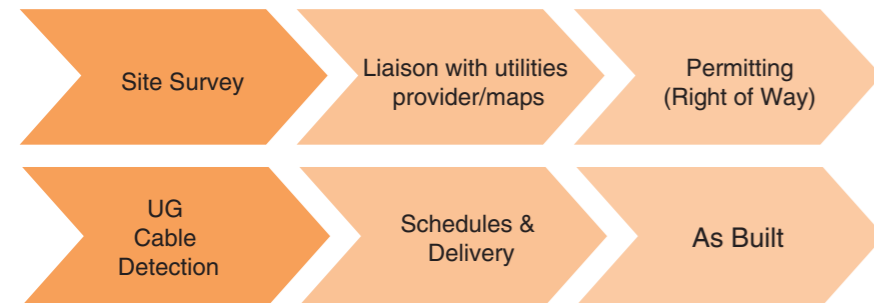 Site Survey
Liaison with utilities
provider/maps
Permitting
(Right of Way)
UG
Cable
Detection
Schedules &
Delivery
As Built